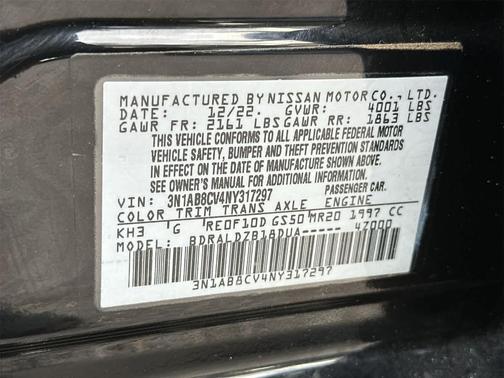 MANUFACTURED BY NISSAN MOTOR CO., LTD.
DATE: 12/22. GVWR: 4001 LBS
GAWR FR: 2161 LBS GAWR RR: 1863 LBS
THIS VEHICLE CONFORMS TO ALL APPLICABLE FEDERAL MOTOR
VEHICLE SAFETY, BUMPER AND THEFT PREVENTION STANDARDS
IN EFFECT ON THE DATE OF MANUFACTURE SHOWN ABOVE.
*SEE OWNER'S MANUAL FOR FURTHER INFORMATION
VIN: 3N1AB8CV4NY317297 PASSENGER CAR
COLOR TRIM TRANS AXLE ENGINE
KH3 'G RE0F10D GS50 MR20 1997 CC
MODEL: BDRALDZB18DUA----- 47000
3N1AB8CV4NY317297